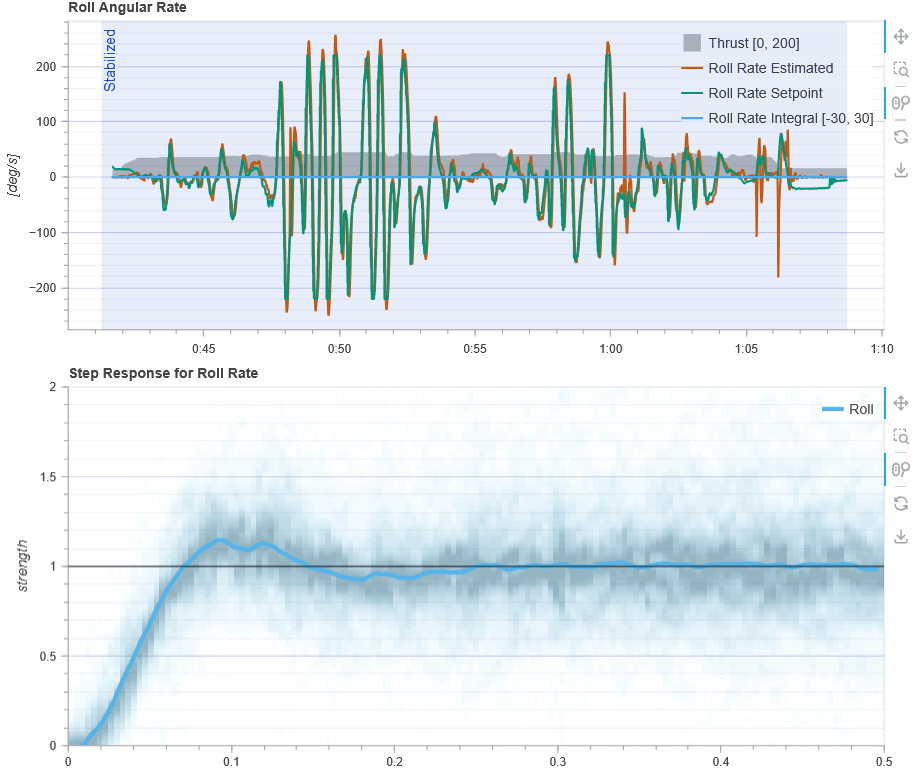 Roll Angular Rate
Stabilized
Thrust [0, 200]
Roll Rate Estimated
Roll Rate Setpoint
Roll Rate Integral [-30, 30]
200
100
0
−100
−200
[deg/s]
0:45 0:50 0:55 1:00 1:05 1:10
Step Response for Roll Rate
Roll
2
1.5
1
0.5
0
strength
0 0.1 0.2 0.3 0.4 0.5